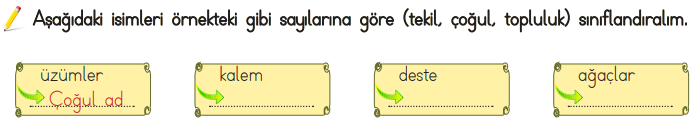 Aşağıdaki isimleri örnekteki gibi sayılarına göre (tekil, çoğul, topluluk) sınıflandıralım.
üzümler
Çoğul ad
kalem
deste
ağaçlar